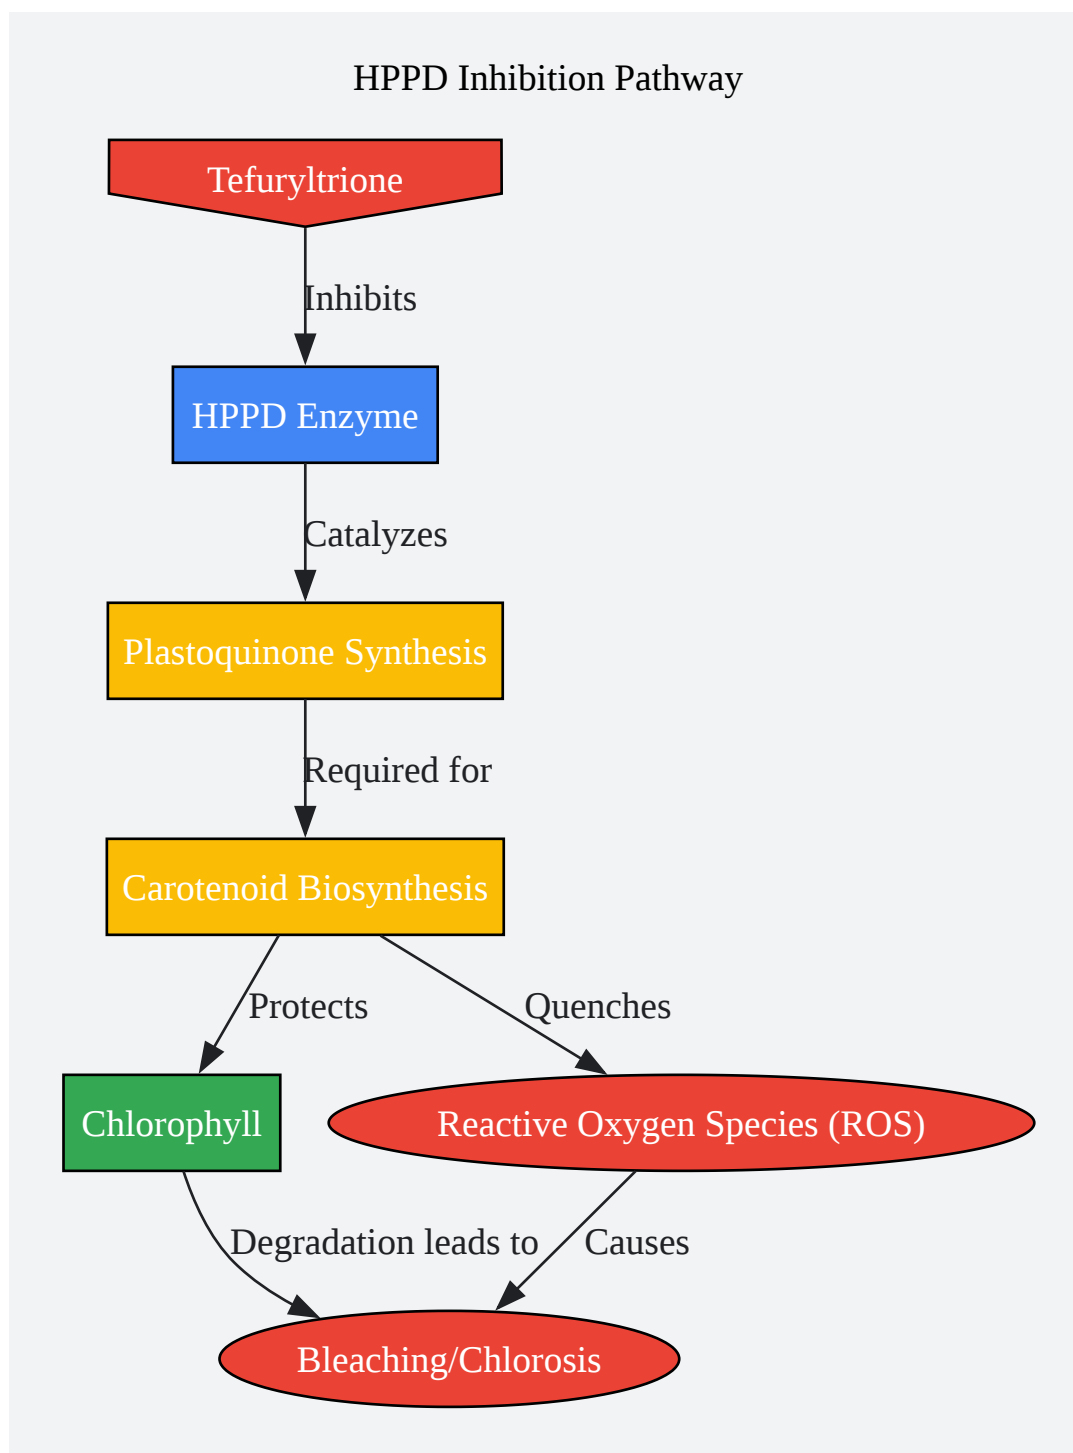 HPPD Inhibition Pathway
Tefuryltrione
Inhibits
HPPD Enzyme
Catalyzes
Plastoquinone Synthesis
Required for
Carotenoid Biosynthesis
Protects
Quenches
Chlorophyll
Reactive Oxygen Species (ROS)
Degradation leads to
Causes
Bleaching/Chlorosis